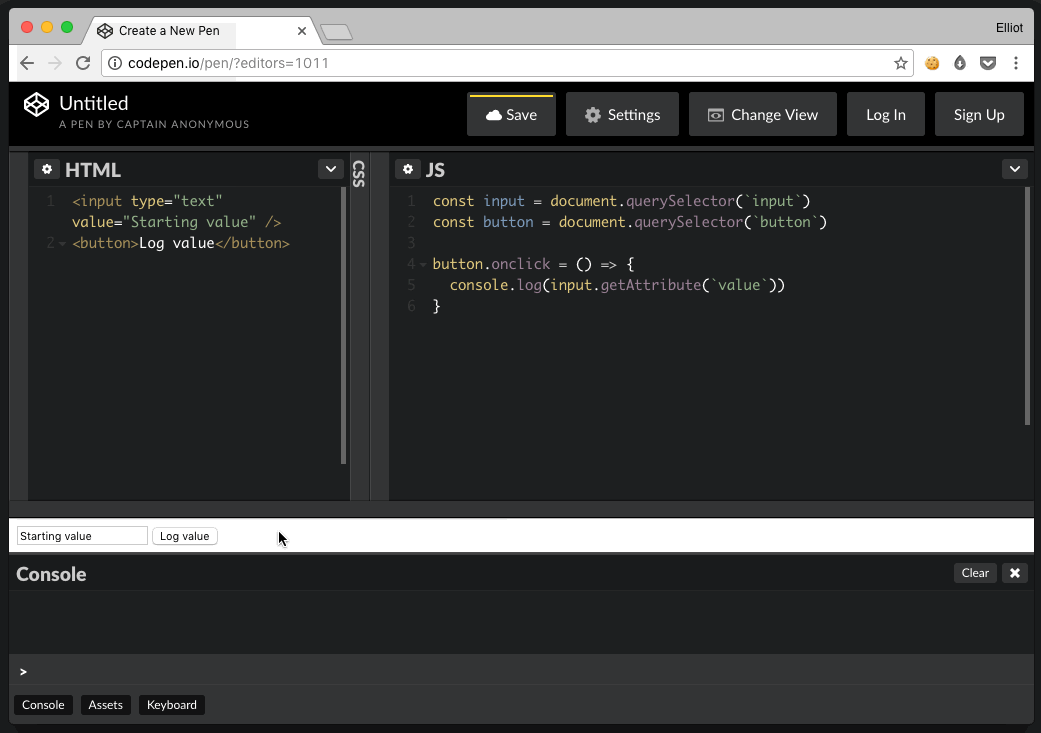 Create a New Pen
Elliot
codepen.io/pen/?editors=1011
Untitled
A PEN BY CAPTAIN ANONYMOUS
Save
Settings
Change View
Log In
Sign Up
HTML
1 <input type="text"
value="Starting value" />
2 <button>Log value</button>
CSS
JS
1 const input = document.querySelector(`input`)
2 const button = document.querySelector(`button`)
3
4 button.onclick = () => {
5 console.log(input.getAttribute(`value`))
6 }
Starting value
Log value
Console
Clear
>
Console
Assets
Keyboard